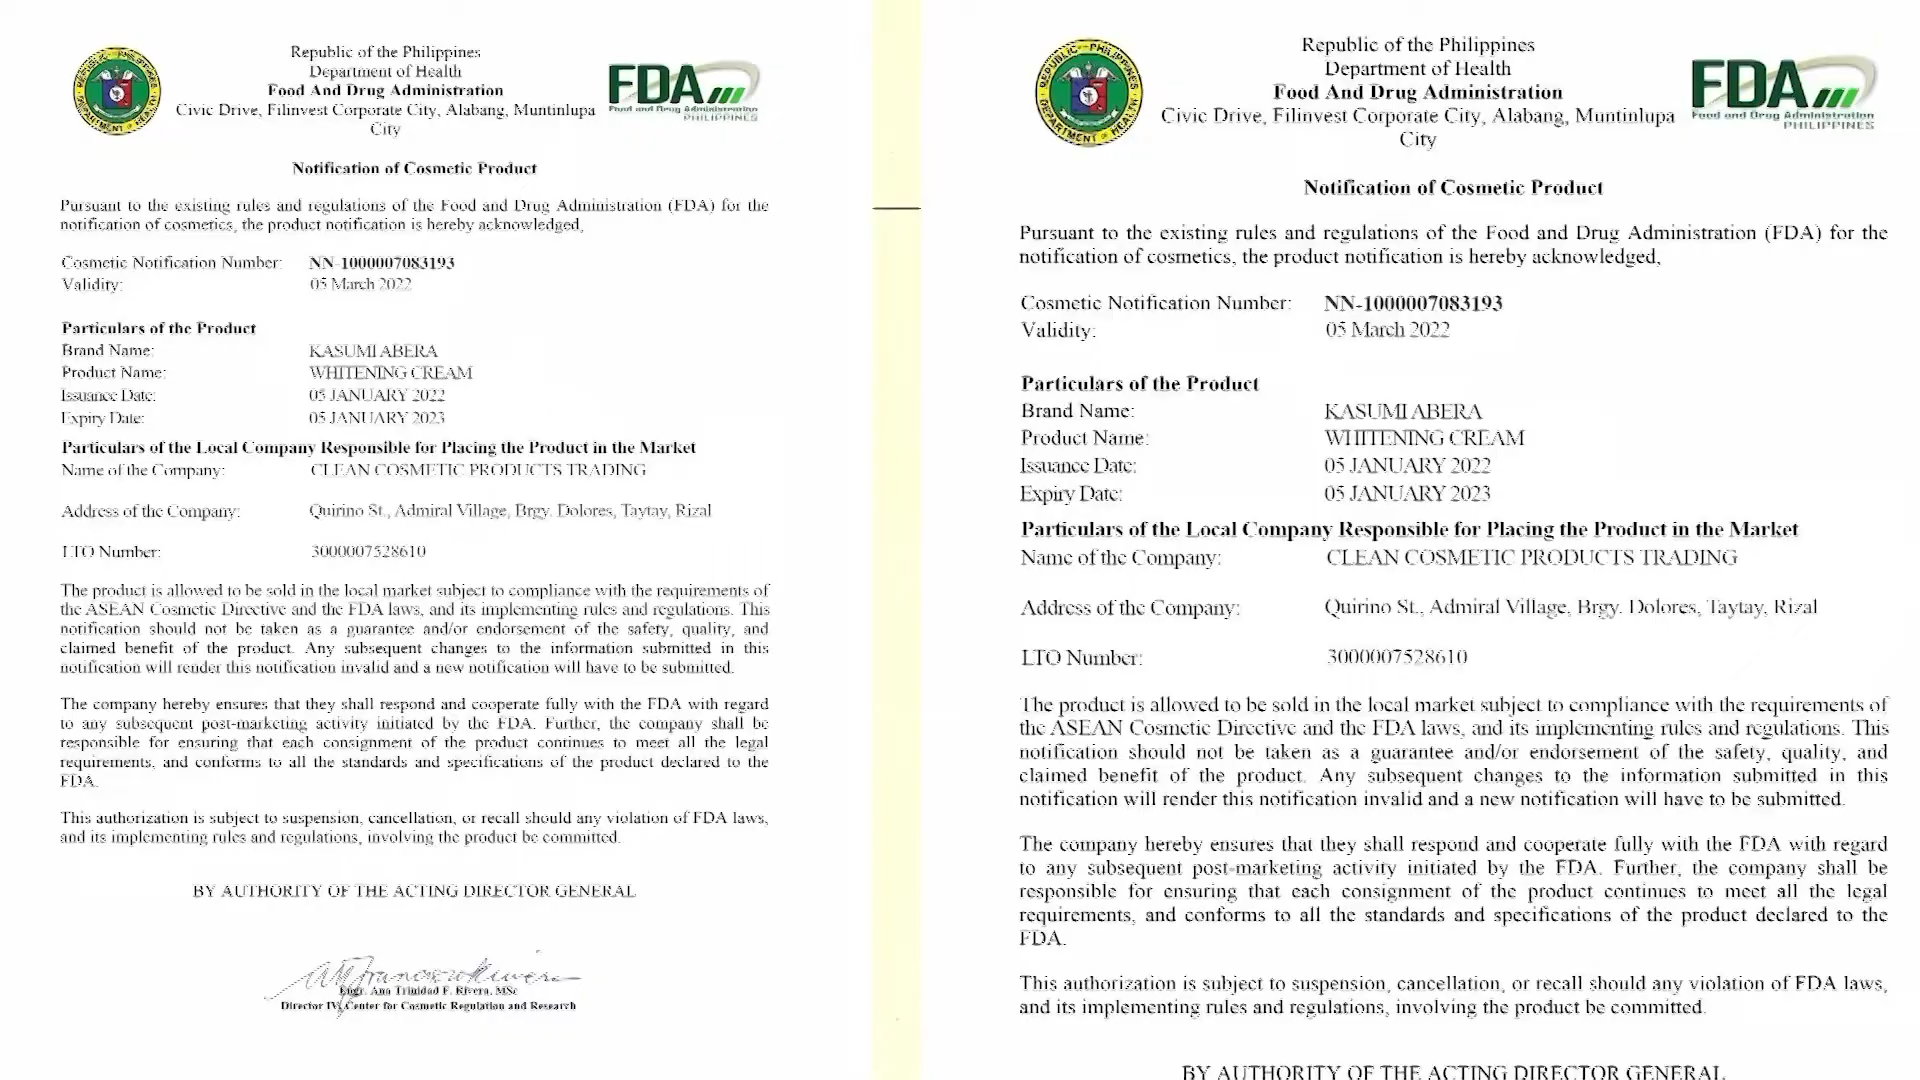 Republic of the Philippines
Department of Health
Food And Drug Administration
Civic Drive, Filinvest Corporate City, Alabang, Muntinlupa
City
FDA
Food and Drug Administration
PHILIPPINES
Notification of Cosmetic Product
Pursuant to the existing rules and regulations of the Food and Drug Administration (FDA) for the
notification of cosmetics, the product notification is hereby acknowledged,
Cosmetic Notification Number: NN-1000007083193
Validity: 05 March 2022
Particulars of the Product
Brand Name: KASUMI ABERA
Product Name: WHITENING CREAM
Issuance Date: 05 JANUARY 2022
Expiry Date: 05 JANUARY 2023
Particulars of the Local Company Responsible for Placing the Product in the Market
Name of the Company: CLEAN COSMETIC PRODUCTS TRADING
Address of the Company: Quirino St., Admiral Village, Brgy. Dolores, Taytay, Rizal
LTO Number: 3000007528610
The product is allowed to be sold in the local market subject to compliance with the requirements of
the ASEAN Cosmetic Directive and the FDA laws, and its implementing rules and regulations. This
notification should not be taken as a guarantee and/or endorsement of the safety, quality, and
claimed benefit of the product. Any subsequent changes to the information submitted in this
notification will render this notification invalid and a new notification will have to be submitted.
The company hereby ensures that they shall respond and cooperate fully with the FDA with regard
to any subsequent post-marketing activity initiated by the FDA. Further, the company shall be
responsible for ensuring that each consignment of the product continues to meet all the legal
requirements, and conforms to all the standards and specifications of the product declared to the
FDA.
This authorization is subject to suspension, cancellation, or recall should any violation of FDA laws,
and its implementing rules and regulations, involving the product be committed.
BY AUTHORITY OF THE ACTING DIRECTOR GENERAL
Engr. Ana Trinidad F. Rivera, MSc
Director IV, Center for Cosmetic Regulation and Research
REPUBLIC PHILIPPINES
DEPARTMENT OF HEALTH
Republic of the Philippines
Department of Health
Food And Drug Administration
Civic Drive, Filinvest Corporate City, Alabang, Muntinlupa
City
FDA
Food and Drug Administration
PHILIPPINES
Notification of Cosmetic Product
Pursuant to the existing rules and regulations of the Food and Drug Administration (FDA) for the
notification of cosmetics, the product notification is hereby acknowledged,
Cosmetic Notification Number: NN-1000007083193
Validity: 05 March 2022
Particulars of the Product
Brand Name: KASUMI ABERA
Product Name: WHITENING CREAM
Issuance Date: 05 JANUARY 2022
Expiry Date: 05 JANUARY 2023
Particulars of the Local Company Responsible for Placing the Product in the Market
Name of the Company: CLEAN COSMETIC PRODUCTS TRADING
Address of the Company: Quirino St., Admiral Village, Brgy. Dolores, Taytay, Rizal
LTO Number: 3000007528610
The product is allowed to be sold in the local market subject to compliance with the requirements of
the ASEAN Cosmetic Directive and the FDA laws, and its implementing rules and regulations. This
notification should not be taken as a guarantee and/or endorsement of the safety, quality, and
claimed benefit of the product. Any subsequent changes to the information submitted in this
notification will render this notification invalid and a new notification will have to be submitted.
The company hereby ensures that they shall respond and cooperate fully with the FDA with regard
to any subsequent post-marketing activity initiated by the FDA. Further, the company shall be
responsible for ensuring that each consignment of the product continues to meet all the legal
requirements, and conforms to all the standards and specifications of the product declared to the
FDA.
This authorization is subject to suspension, cancellation, or recall should any violation of FDA laws,
and its implementing rules and regulations, involving the product be committed.
BY AUTHORITY OF THE ACTING DIRECTOR GENERAL